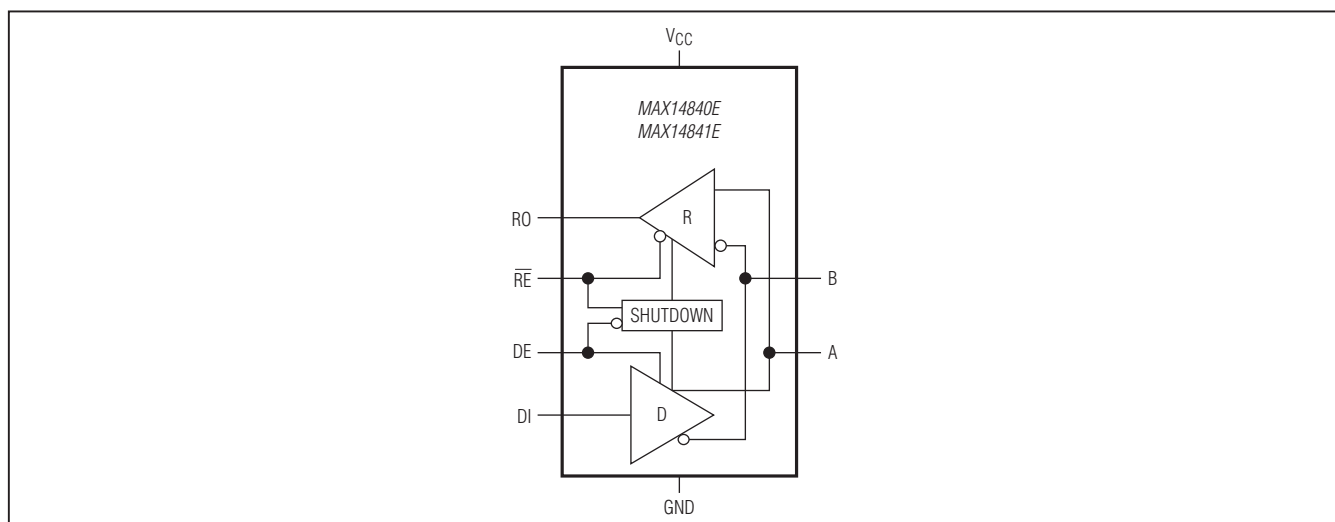 VCC
MAX14840E
MAX14841E
R
RO
RE
B
SHUTDOWN
DE
A
D
DI
GND